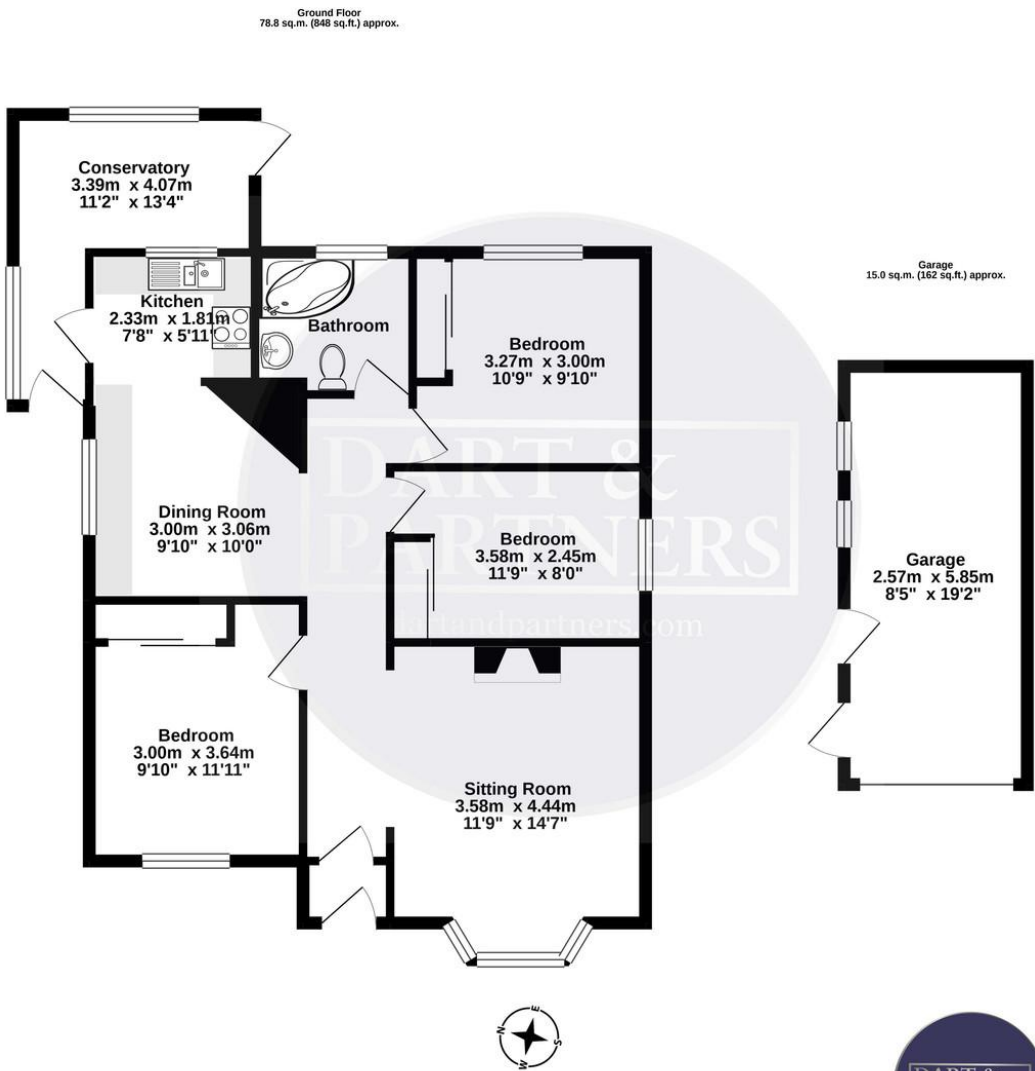 Ground Floor
78.8 sq.m. (848 sq.ft.) approx.
Conservatory
3.39m x 4.07m
11'2" x 13'4"
Kitchen
2.33m x 1.81m
7'8" x 5'11"
Bathroom
Bedroom
3.27m x 3.00m
10'9" x 9'10"
Garage
15.0 sq.m. (162 sq.ft.) approx.
DART &
PARTNERS
dartandpartners.com
Dining Room
3.00m x 3.06m
9'10" x 10'0"
Bedroom
3.58m x 2.45m
11'9" x 8'0"
Garage
2.57m x 5.85m
8'5" x 19'2"
Bedroom
3.00m x 3.64m
9'10" x 11'11"
Sitting Room
3.58m x 4.44m
11'9" x 14'7"
N
E
S
W
DART &